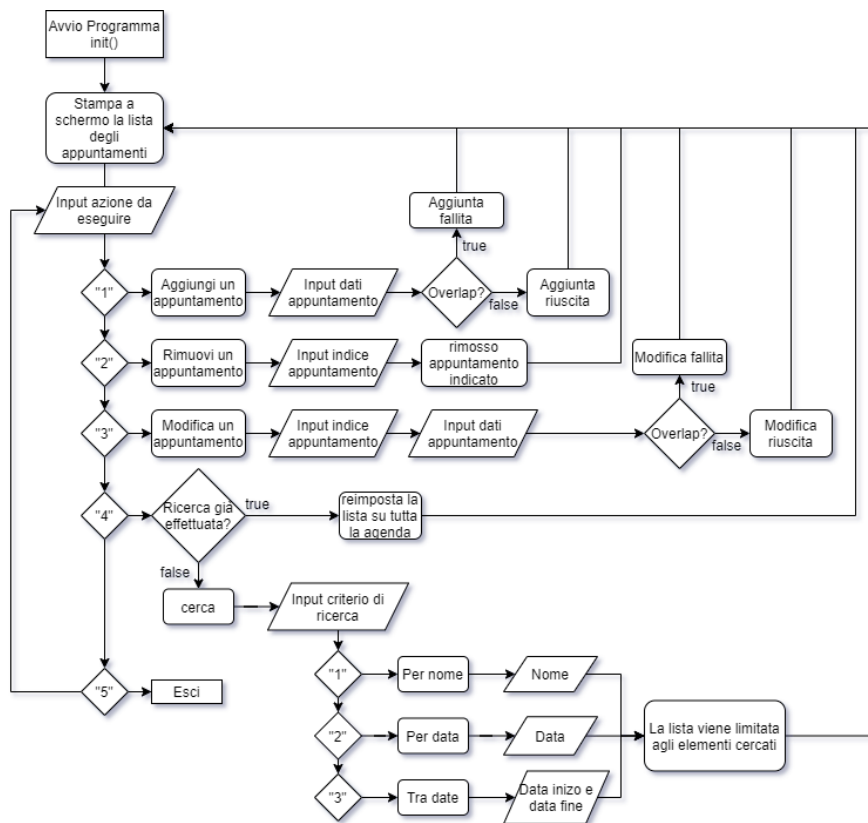 Avvio Programma
init()
Stampa a
schermo la lista
degli
appuntamenti
Input azione da
eseguire
"1"
Aggiungi un
appuntamento
Input dati
appuntamento
Overlap?
true
Aggiunta
fallita
false
Aggiunta
riuscita
"2"
Rimuovi un
appuntamento
Input indice
appuntamento
rimosso
appuntamento
indicato
"3"
Modifica un
appuntamento
Input indice
appuntamento
Input dati
appuntamento
Overlap?
true
Modifica fallita
false
Modifica
riuscita
"4"
Ricerca già
effettuata?
true
reimposta la
lista su tutta
la agenda
false
cerca
Input criterio di
ricerca
"1"
Per nome
Nome
"2"
Per data
Data
"3"
Tra date
Data inizo e
data fine
La lista viene limitata
agli elementi cercati
"5"
Esci